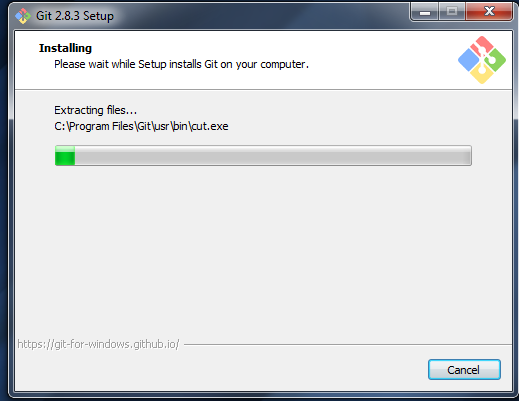 Git 2.8.3 Setup
Installing
Please wait while Setup installs Git on your computer.
Extracting files...
C:\Program Files\Git\usr\bin\cut.exe
https://git-for-windows.github.io/
Cancel